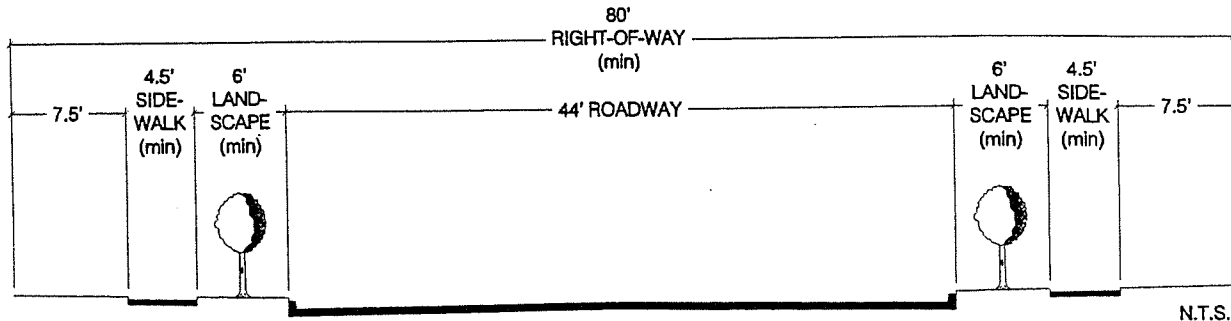 80'
RIGHT-OF-WAY
(min)
7.5'
4.5'
SIDE-
WALK
(min)
6'
LAND-
SCAPE
(min)
44' ROADWAY
6'
LAND-
SCAPE
(min)
4.5'
SIDE-
WALK
(min)
7.5'
N.T.S.